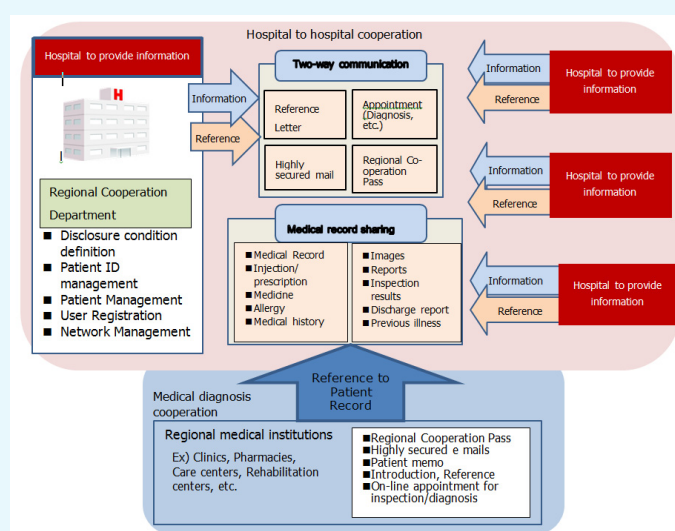 Hospital to hospital cooperation
Hospital to provide information
H
Regional Cooperation
Department
■Disclosure condition
definition
■Patient ID
management
■Patient Management
■User Registration
■Network Management
Information
Reference
Two-way communication
Reference
Letter
Appointment
(Diagnosis,
etc.)
Highly
secured mail
Regional Co-
operation
Pass
Medical record sharing
■Medical Record
■Injection/
prescription
■Medicine
■Allergy
■Medical history
■Images
■Reports
■Inspection
results
■Discharge report
■Previous illness
Information
Reference
Hospital to provide
information
Information
Reference
Hospital to provide
information
Information
Reference
Hospital to provide
information
Reference to
Patient
Record
Medical diagnosis
cooperation
Regional medical institutions
Ex) Clinics, Pharmacies,
Care centers, Rehabilitation
centers, etc.
■Regional Cooperation Pass
■Highly secured e mails
■Patient memo
■Introduction, Reference
■On-line appointment for
inspection/diagnosis